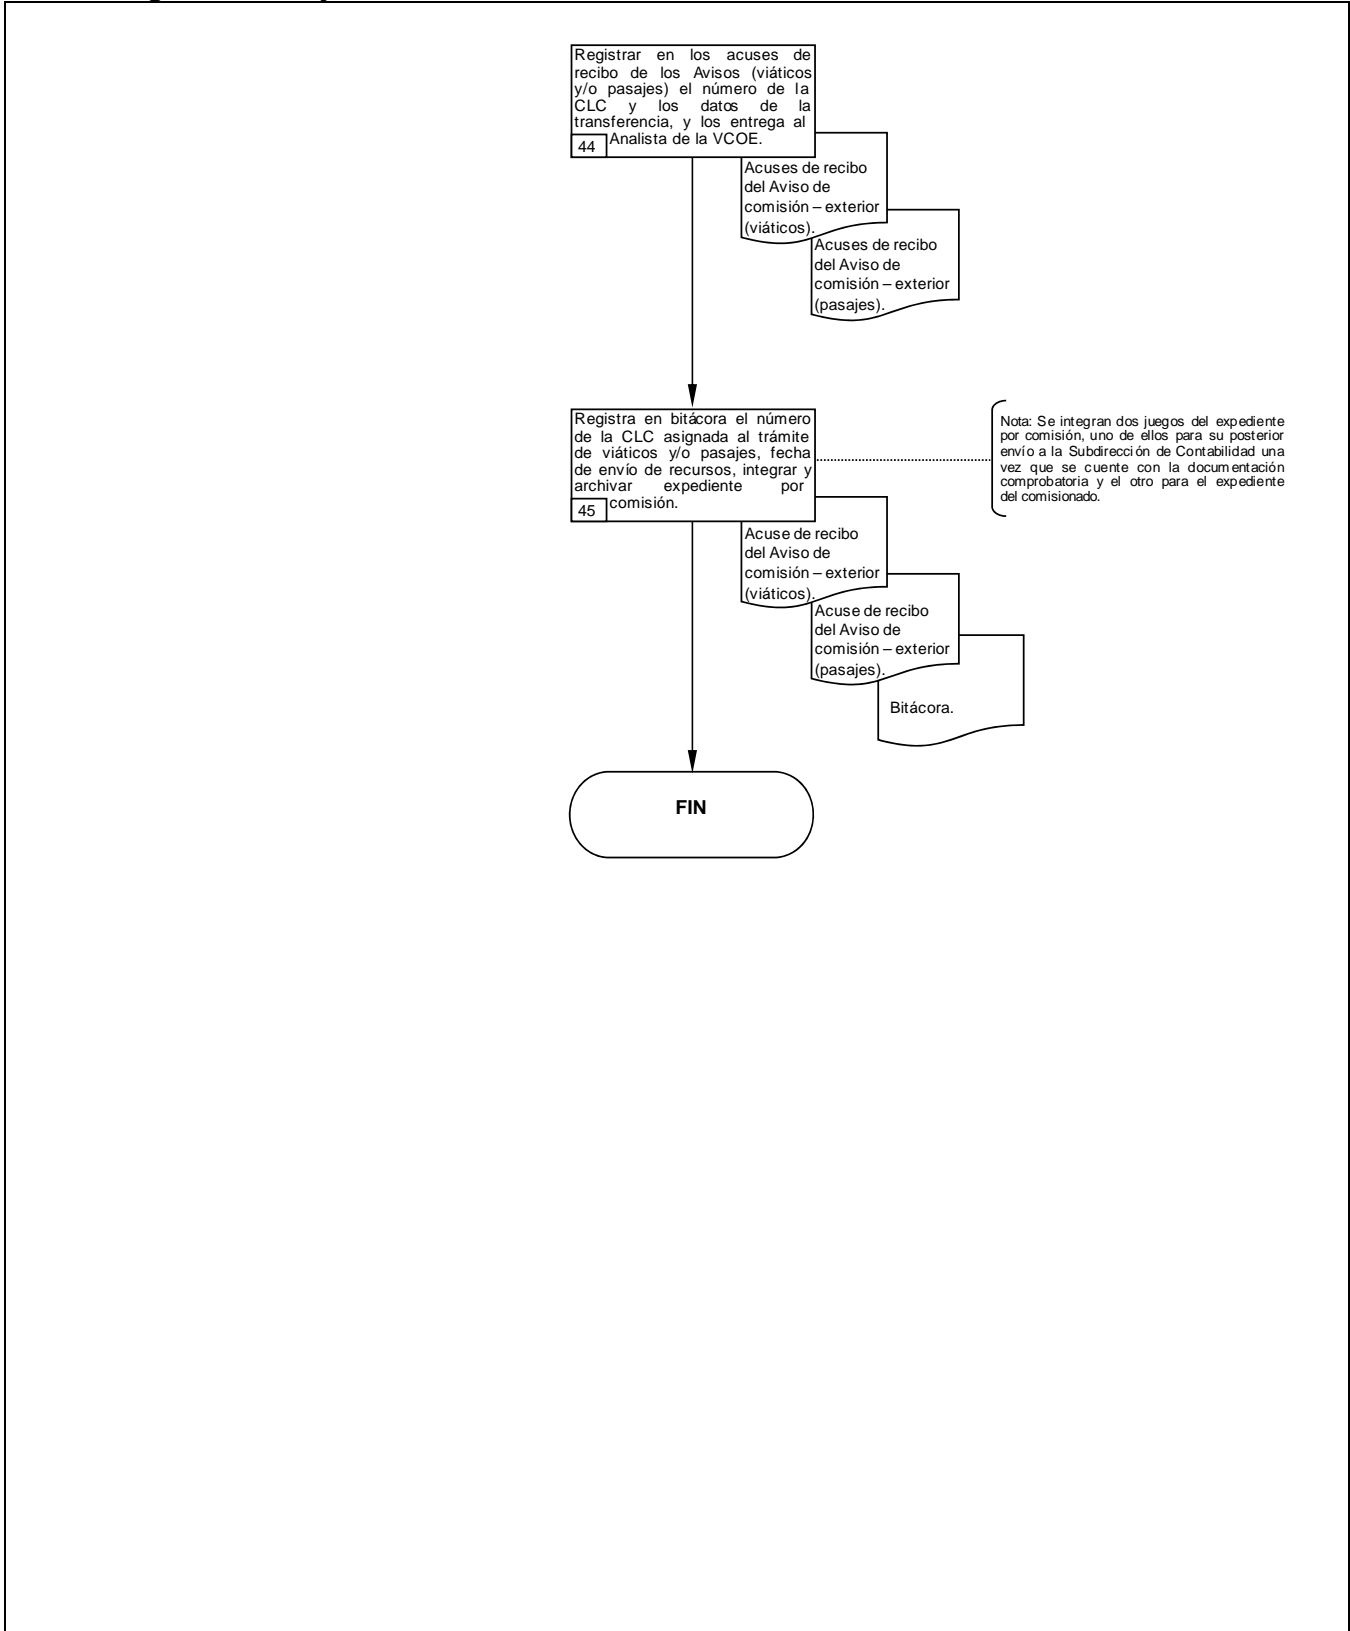 Registrar en los acuses de
recibo de los Avisos (viáticos
y/o pasajes) el número de la
CLC y los datos de la
transferencia, y los entrega al
44 Analista de la VCOE.
Acuses de recibo
del Aviso de
comisión – exterior
(viáticos).
Acuses de recibo
del Aviso de
comisión – exterior
(pasajes).
Registra en bitácora el número
de la CLC asignada al trámite
de viáticos y/o pasajes, fecha
de envío de recursos, integrar y
archivar expediente por
45 comisión.
Nota: Se integran dos juegos del expediente
por comisión, uno de ellos para su posterior
envío a la Subdirección de Contabilidad una
vez que se cuente con la documentación
comprobatoria y el otro para el expediente
del comisionado.
Acuse de recibo
del Aviso de
comisión – exterior
(viáticos).
Acuse de recibo
del Aviso de
comisión – exterior
(pasajes).
Bitácora.
FIN